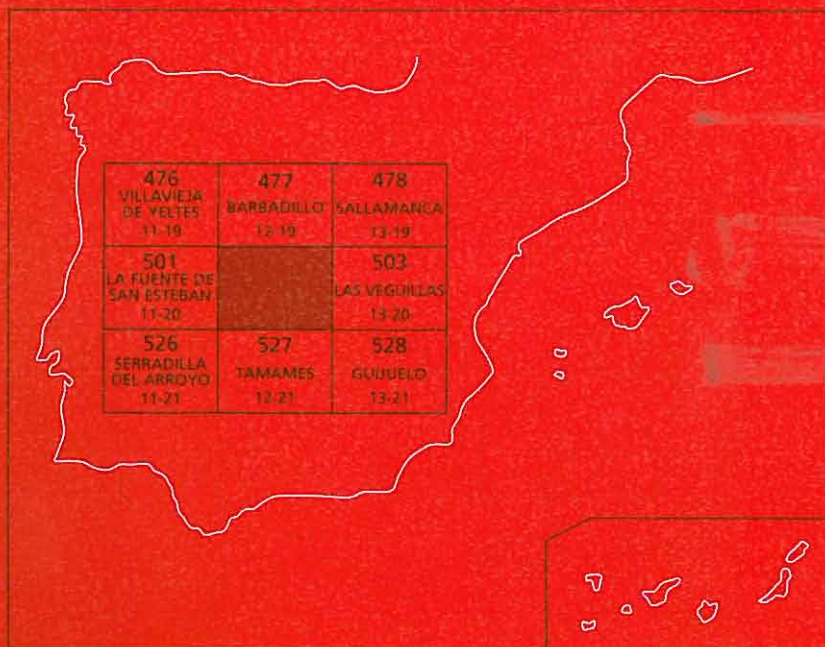 476
VILLAVIEJA
DE YELTES
11-19
477
BARBADILLO
12-19
478
SALLAMANCA
13-19
501
LA FUENTE DE
SAN ESTEBAN
11-20
503
LAS VEGUILLAS
13-20
526
SERRADILLA
DEL ARROYO
11-21
527
TAMAMES
12-21
528
GUIJUELO
13-21